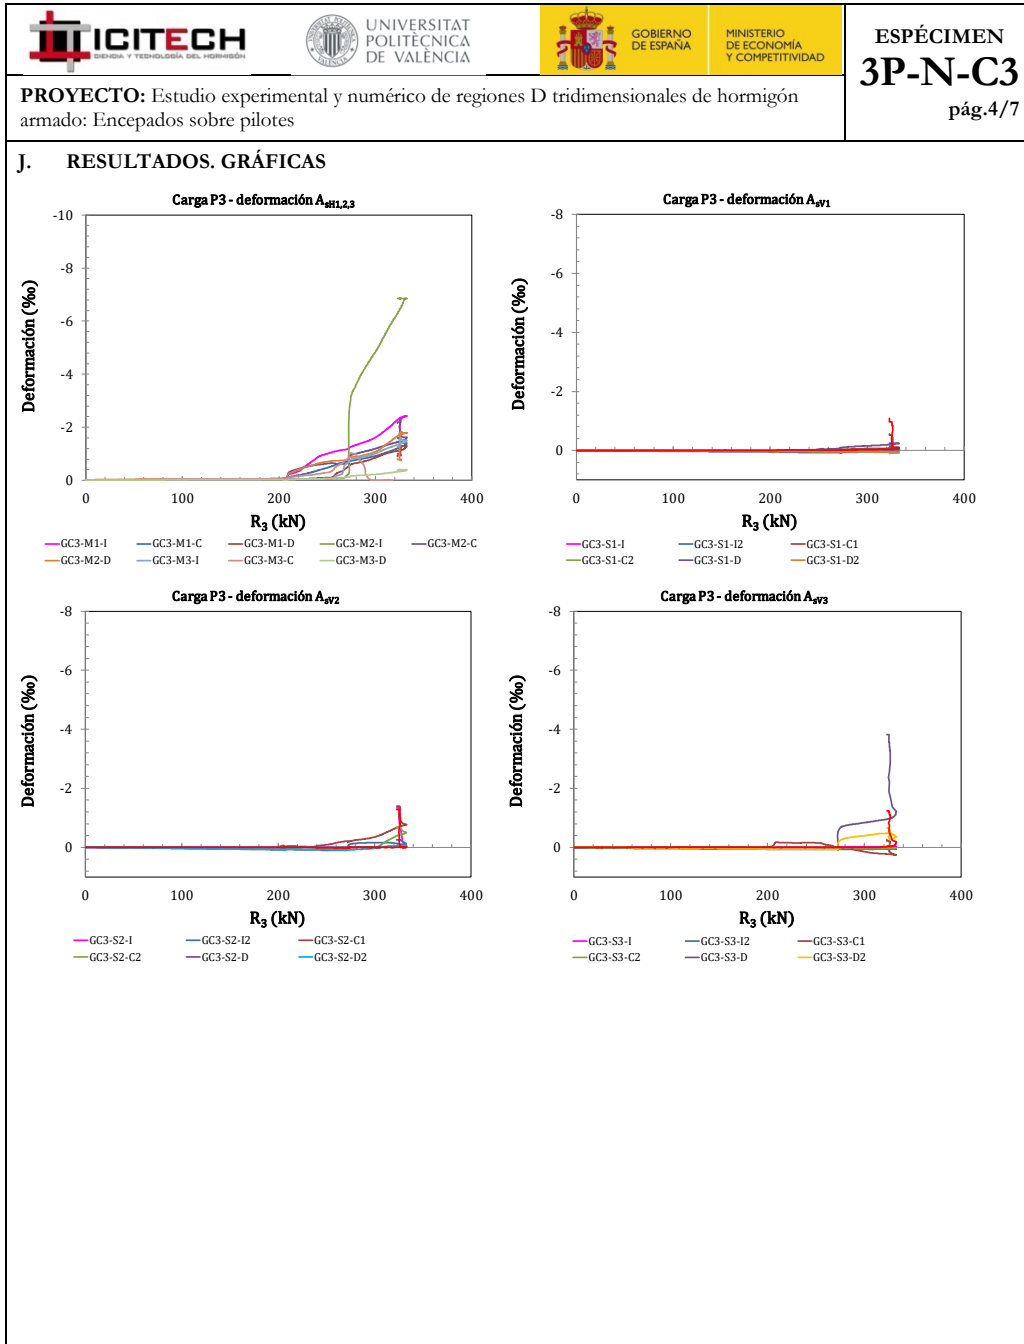 ICITECH
CIENCIA Y TECNOLOGÍA DEL HORMIGÓN
UNIVERSITAT
POLITÈCNICA
DE VALÈNCIA
GOBIERNO
DE ESPAÑA
MINISTERIO
DE ECONOMÍA
Y COMPETITIVIDAD
ESPÉCIMEN
3P-N-C3
pág.4/7
PROYECTO: Estudio experimental y numérico de regiones D tridimensionales de hormigón
armado: Encepados sobre pilotes
J. RESULTADOS. GRÁFICAS
Carga P3 - deformación AsH1,2,3
-10
-8
-6
-4
-2
0
Deformación (‰)
0 100 200 300 400
R3 (kN)
GC3-M1-I GC3-M1-C GC3-M1-D GC3-M2-I GC3-M2-C
GC3-M2-D GC3-M3-I GC3-M3-C GC3-M3-D
Carga P3 - deformación AsV1
-8
-6
-4
-2
0
Deformación (‰)
0 100 200 300 400
R3 (kN)
GC3-S1-I GC3-S1-I2 GC3-S1-C1
GC3-S1-C2 GC3-S1-D GC3-S1-D2
Carga P3 - deformación AsV2
-8
-6
-4
-2
0
Deformación (‰)
0 100 200 300 400
R3 (kN)
GC3-S2-I GC3-S2-I2 GC3-S2-C1
GC3-S2-C2 GC3-S2-D GC3-S2-D2
Carga P3 - deformación AsV3
-8
-6
-4
-2
0
Deformación (‰)
0 100 200 300 400
R3 (kN)
GC3-S3-I GC3-S3-I2 GC3-S3-C1
GC3-S3-C2 GC3-S3-D GC3-S3-D2